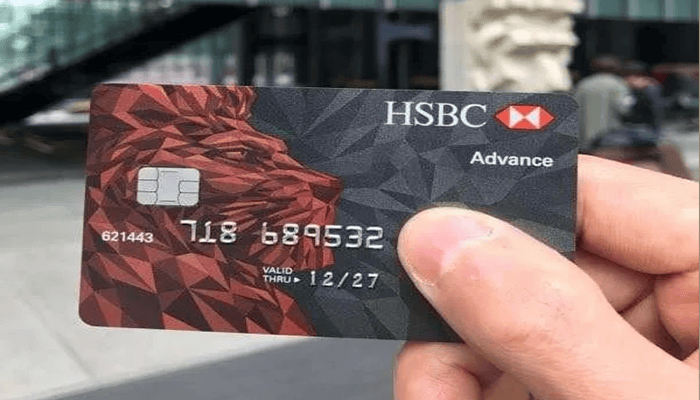 HSBC
Advance
621443 718 689532
VALID
THRU▸ 12/27